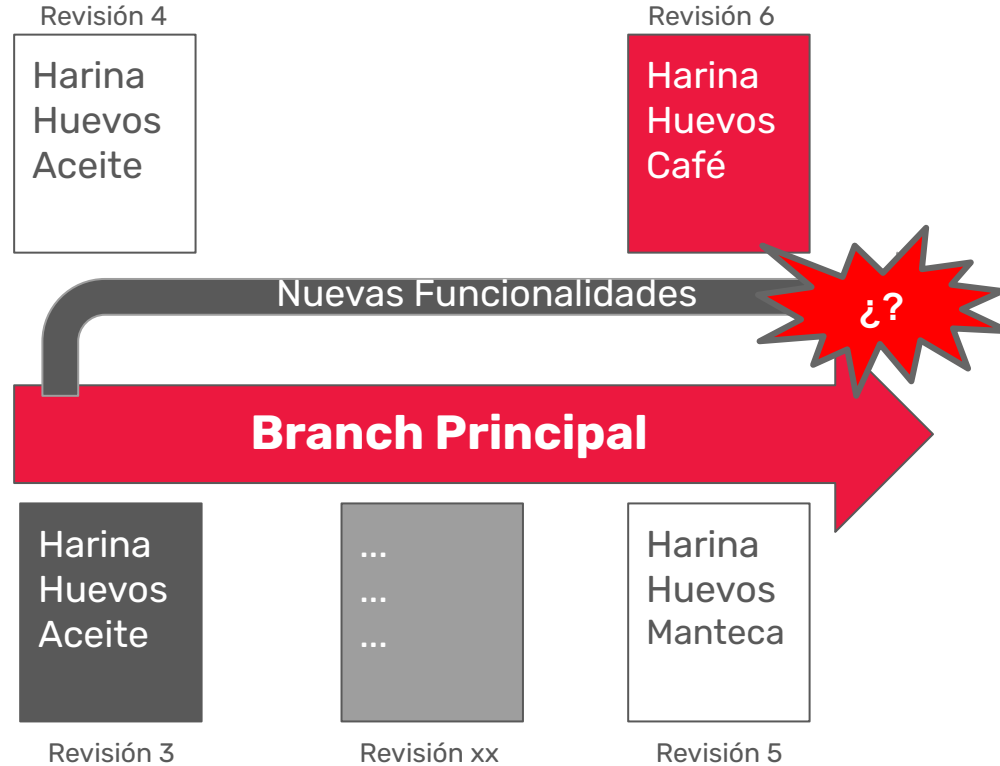 Revisión 4
Revisión 6
Harina
Huevos
Aceite
Harina
Huevos
Café
Nuevas Funcionalidades
¿?
Branch Principal
Harina
Huevos
Aceite
...
...
...
Harina
Huevos
Manteca
Revisión 3
Revisión xx
Revisión 5